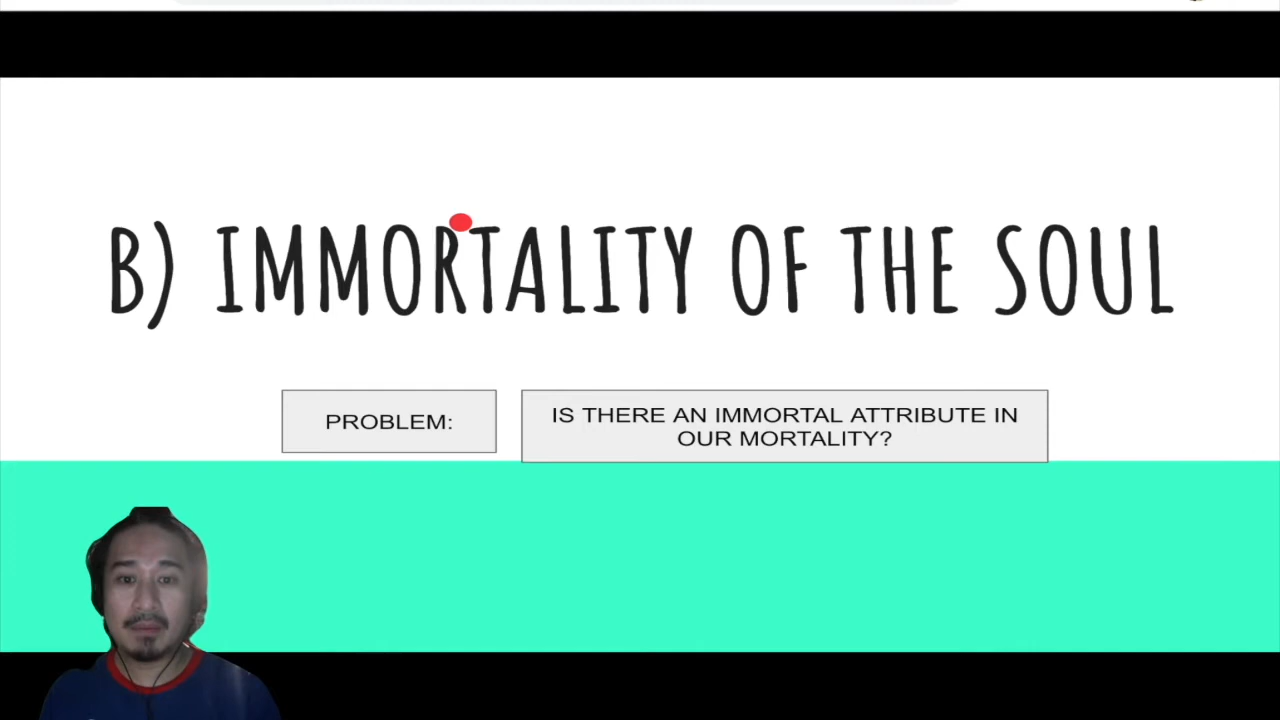 B) IMMORTALITY OF THE SOUL
PROBLEM:
IS THERE AN IMMORTAL ATTRIBUTE IN
OUR MORTALITY?